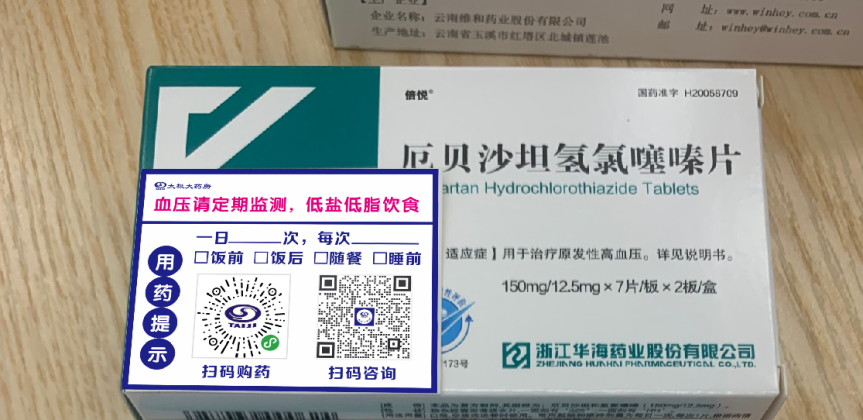 企业名称：云南维和药业股份有限公司
生产地址：云南省玉溪市红塔区北城镇莲池
网 址：www.winhey.com.cn
邮 址：winhey@winhey.com.cn
倍悦®
国药准字 H20058709
厄贝沙坦氢氯噻嗪片
artan Hydrochlorothiazide Tablets
太极大药房
血压请定期监测，低盐低脂饮食
一日______次，每次________
□饭前 □饭后 □随餐 □睡前
用药提示
TAIJI
扫码购药 扫码咨询
适应症】用于治疗原发性高血压。详见说明书。
150mg/12.5mg×7片/板×2板/盒
173号
浙江华海药业股份有限公司
ZHEJIANG HUAHAI PHARMACEUTICAL CO.,LTD.